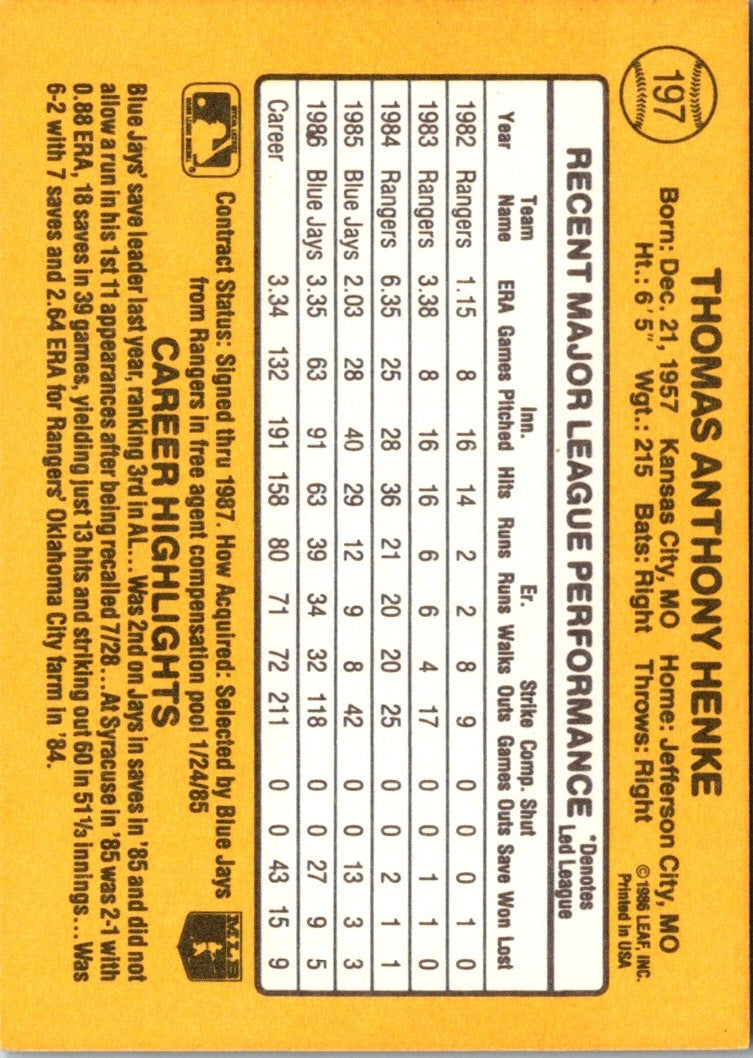 197
THOMAS ANTHONY HENKE
Born: Dec. 21, 1957 Kansas City, MO Home: Jefferson City, MO
Ht.: 6'5" Wgt.: 215 Bats: Right Throws: Right
© 1986 LEAF, INC.
Printed in USA
RECENT MAJOR LEAGUE PERFORMANCE *Denotes Led League
Year Team Name ERA Games Inn. Pitched Hits Runs Er. Runs Walks Strike Outs Comp. Games Shut Outs Save Won Lost
1982 Rangers 1.15 8 16 14 2 2 8 9 0 0 0 1 0
1983 Rangers 3.38 8 16 16 6 6 4 17 0 0 1 1 0
1984 Rangers 6.35 25 28 36 21 20 20 25 0 0 2 1 1
1985 Blue Jays 2.03 28 40 29 12 9 8 42 0 0 13 3 3
1986 Blue Jays 3.35 63 91 63 39 34 32 118 0 0 27 9 5
Career 3.34 132 191 158 80 71 72 211 0 0 43 15 9
Contract Status: Signed thru 1987. How Acquired: Selected by Blue Jays
from Rangers in free agent compensation pool 1/24/85
MLB
CAREER HIGHLIGHTS
Blue Jays' save leader last year, ranking 3rd in AL... Was 2nd on Jays in saves in '85 and did not
allow a run in his 1st 11 appearances after being recalled 7/28... At Syracuse in '85 was 2-1 with
0.88 ERA, 18 saves in 39 games, yielding just 13 hits and striking out 60 in 51⅓ innings... Was
6-2 with 7 saves and 2.64 ERA for Rangers' Oklahoma City farm in '84.